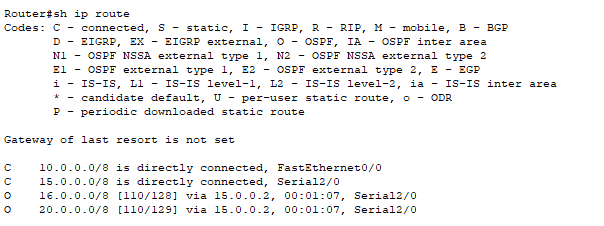 Router#sh ip route
Codes: C - connected, S - static, I - IGRP, R - RIP, M - mobile, B - BGP
D - EIGRP, EX - EIGRP external, O - OSPF, IA - OSPF inter area
N1 - OSPF NSSA external type 1, N2 - OSPF NSSA external type 2
E1 - OSPF external type 1, E2 - OSPF external type 2, E - EGP
i - IS-IS, L1 - IS-IS level-1, L2 - IS-IS level-2, ia - IS-IS inter area
* - candidate default, U - per-user static route, o - ODR
P - periodic downloaded static route
Gateway of last resort is not set
C 10.0.0.0/8 is directly connected, FastEthernet0/0
C 15.0.0.0/8 is directly connected, Serial2/0
O 16.0.0.0/8 [110/128] via 15.0.0.2, 00:01:07, Serial2/0
O 20.0.0.0/8 [110/129] via 15.0.0.2, 00:01:07, Serial2/0